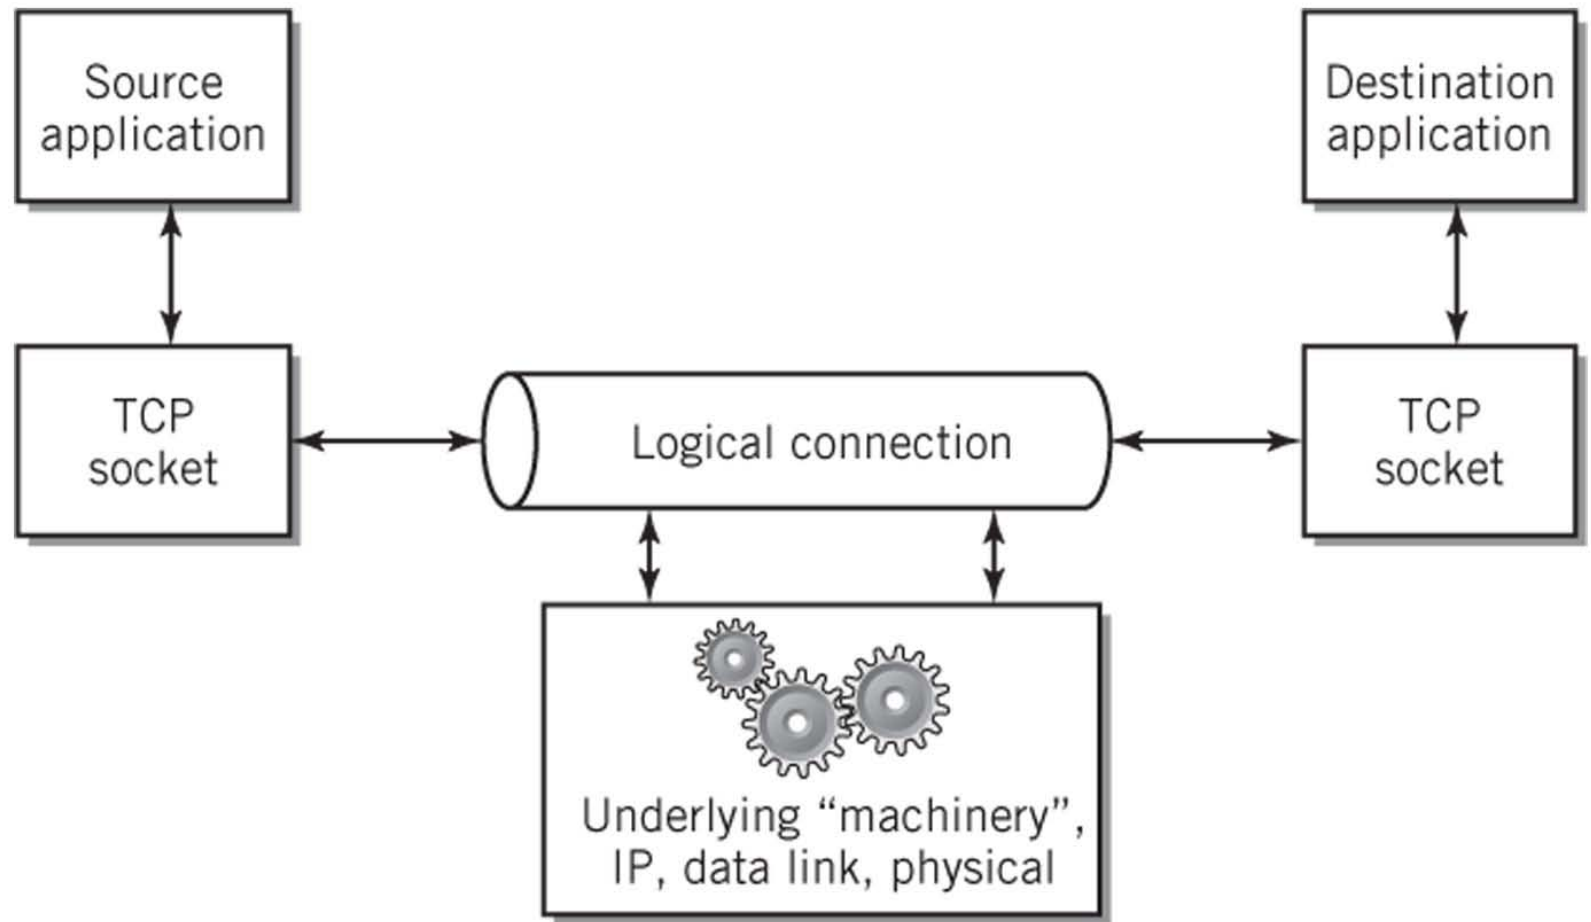 Source
application
Destination
application
TCP
socket
Logical connection
TCP
socket
Underlying “machinery”,
IP, data link, physical